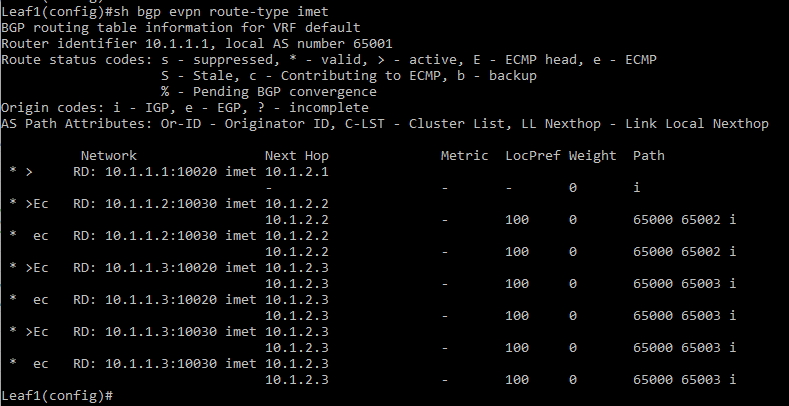 Leaf1(config)#sh bgp evpn route-type imet
BGP routing table information for VRF default
Router identifier 10.1.1.1, local AS number 65001
Route status codes: s - suppressed, * - valid, > - active, E - ECMP head, e - ECMP
                    S - Stale, c - Contributing to ECMP, b - backup
                    % - Pending BGP convergence
Origin codes: i - IGP, e - EGP, ? - incomplete
AS Path Attributes: Or-ID - Originator ID, C-LST - Cluster List, LL Nexthop - Link Local Nexthop

          Network                Next Hop              Metric  LocPref Weight  Path
 * >     RD: 10.1.1.1:10020 imet 10.1.2.1
                                 -                     -       -       0       i
 * >Ec   RD: 10.1.1.2:10030 imet 10.1.2.2
                                 10.1.2.2              -       100     0       65000 65002 i
 *  ec   RD: 10.1.1.2:10030 imet 10.1.2.2
                                 10.1.2.2              -       100     0       65000 65002 i
 * >Ec   RD: 10.1.1.3:10020 imet 10.1.2.3
                                 10.1.2.3              -       100     0       65000 65003 i
 *  ec   RD: 10.1.1.3:10020 imet 10.1.2.3
                                 10.1.2.3              -       100     0       65000 65003 i
 * >Ec   RD: 10.1.1.3:10030 imet 10.1.2.3
                                 10.1.2.3              -       100     0       65000 65003 i
 *  ec   RD: 10.1.1.3:10030 imet 10.1.2.3
                                 10.1.2.3              -       100     0       65000 65003 i
Leaf1(config)#